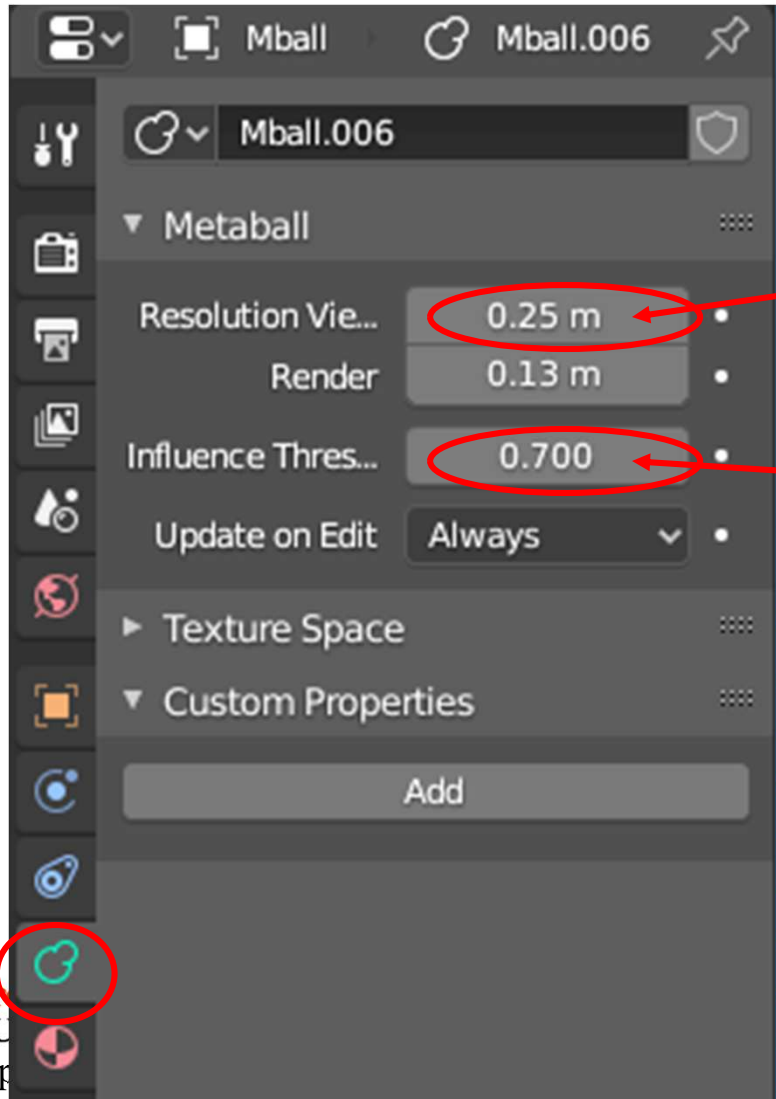 Mball Mball.006
Mball.006
Metaball
Resolution Vie... 0.25 m
Render 0.13 m
Influence Thres... 0.700
Update on Edit Always
Texture Space
Custom Properties
Add